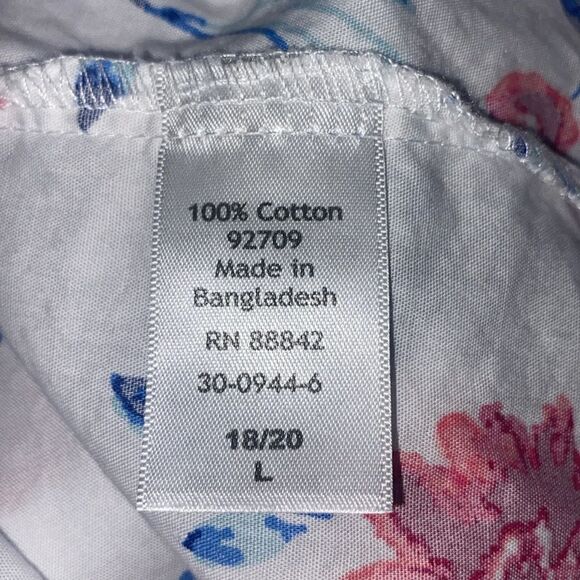 100% Cotton
92709
Made in
Bangladesh
RN 88842
30-0944-6
18/20
L